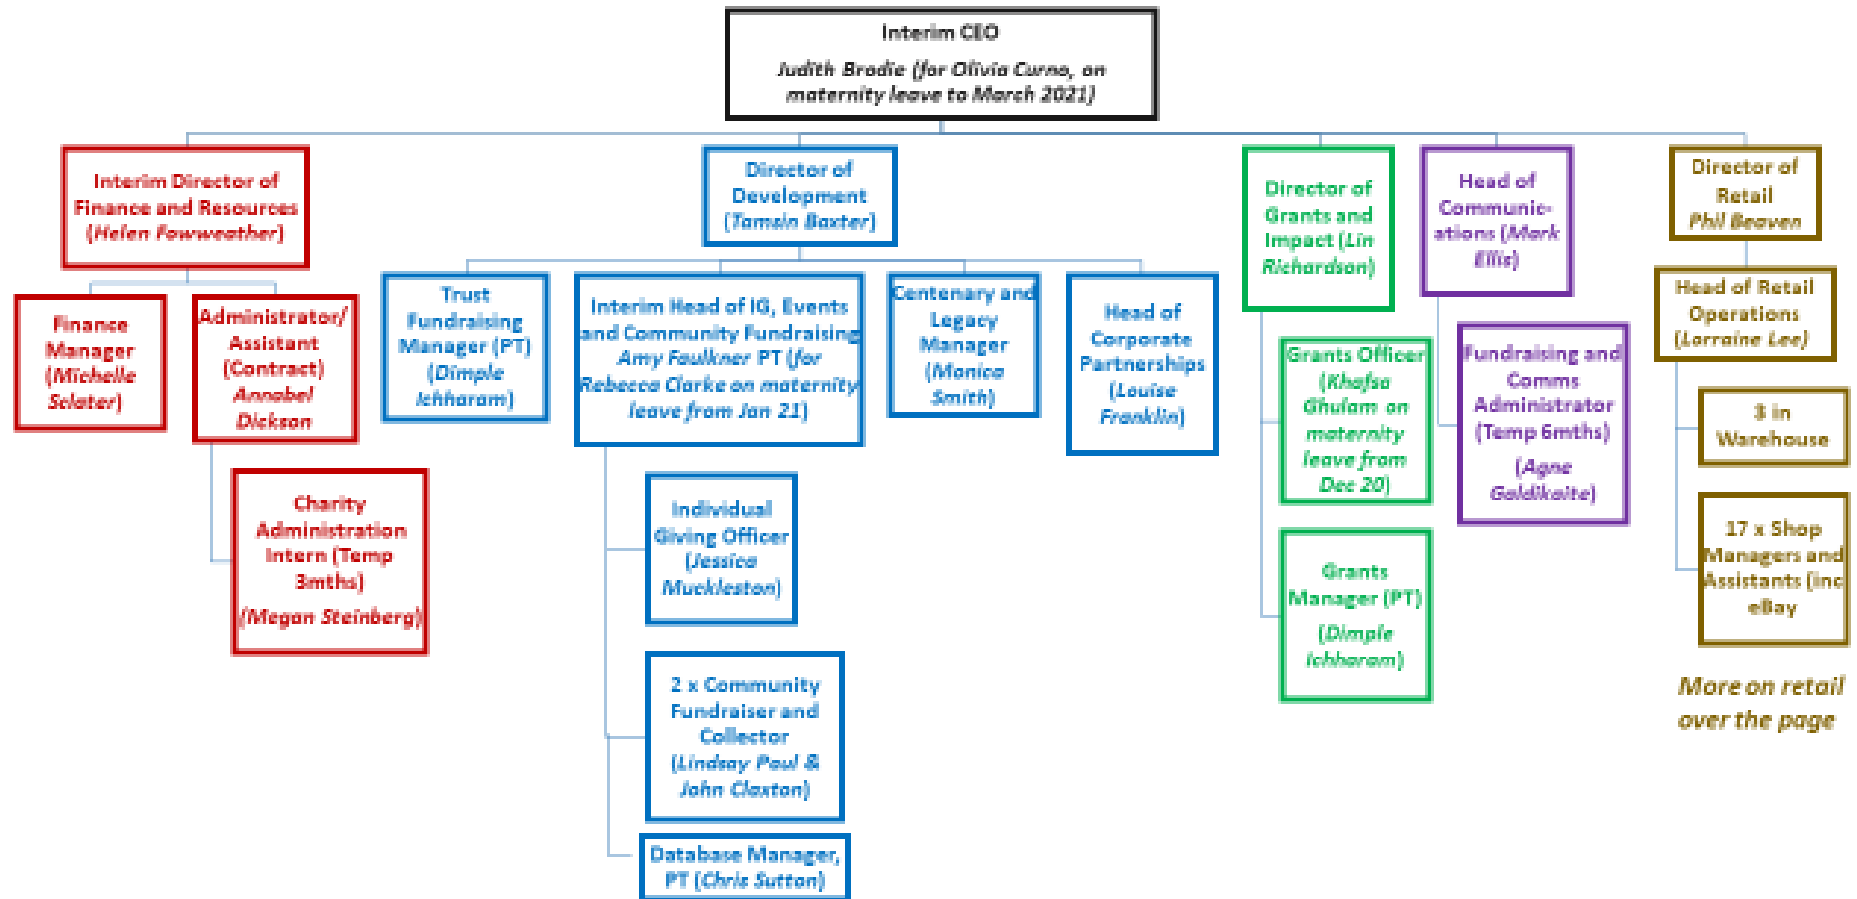 Interim CEO
Judith Brodie (for Olivia Curno, on
maternity leave to March 2021)
Interim Director of
Finance and Resources
(Helen Fawweather)
Director of
Development
(Tamsin Baxter)
Director of
Grants and
Impact (Lin
Richardson)
Head of
Communic-
ations (Mark
Ellis)
Director of
Retail
Phil Beaven
Finance
Manager
(Michelle
Sclater)
Administrator/
Assistant
(Contract)
Annabel
Dickson
Charity
Administration
Intern (Temp
3mths)
(Megan Steinberg)
Trust
Fundraising
Manager (PT)
(Dimple
Ichharam)
Interim Head of IG, Events
and Community Fundraising
Amy Faulkner PT (for
Rebecca Clarke on maternity
leave from Jan 21)
Centenary and
Legacy
Manager
(Monica
Smith)
Head of
Corporate
Partnerships
(Louise
Franklin)
Individual
Giving Officer
(Jessica
Muckleston)
2 x Community
Fundraiser and
Collector
(Lindsay Paul &
John Claxton)
Database Manager,
PT (Chris Sutton)
Grants Officer
(Khafsa
Ghulam on
maternity
leave from
Dec 20)
Grants
Manager (PT)
(Dimple
Ichharam)
Fundraising and
Comms
Administrator
(Temp 6mths)
(Agne
Galdikaite)
Head of Retail
Operations
(Lorraine Lee)
3 in
Warehouse
17 x Shop
Managers and
Assistants (inc
eBay
More on retail
over the page